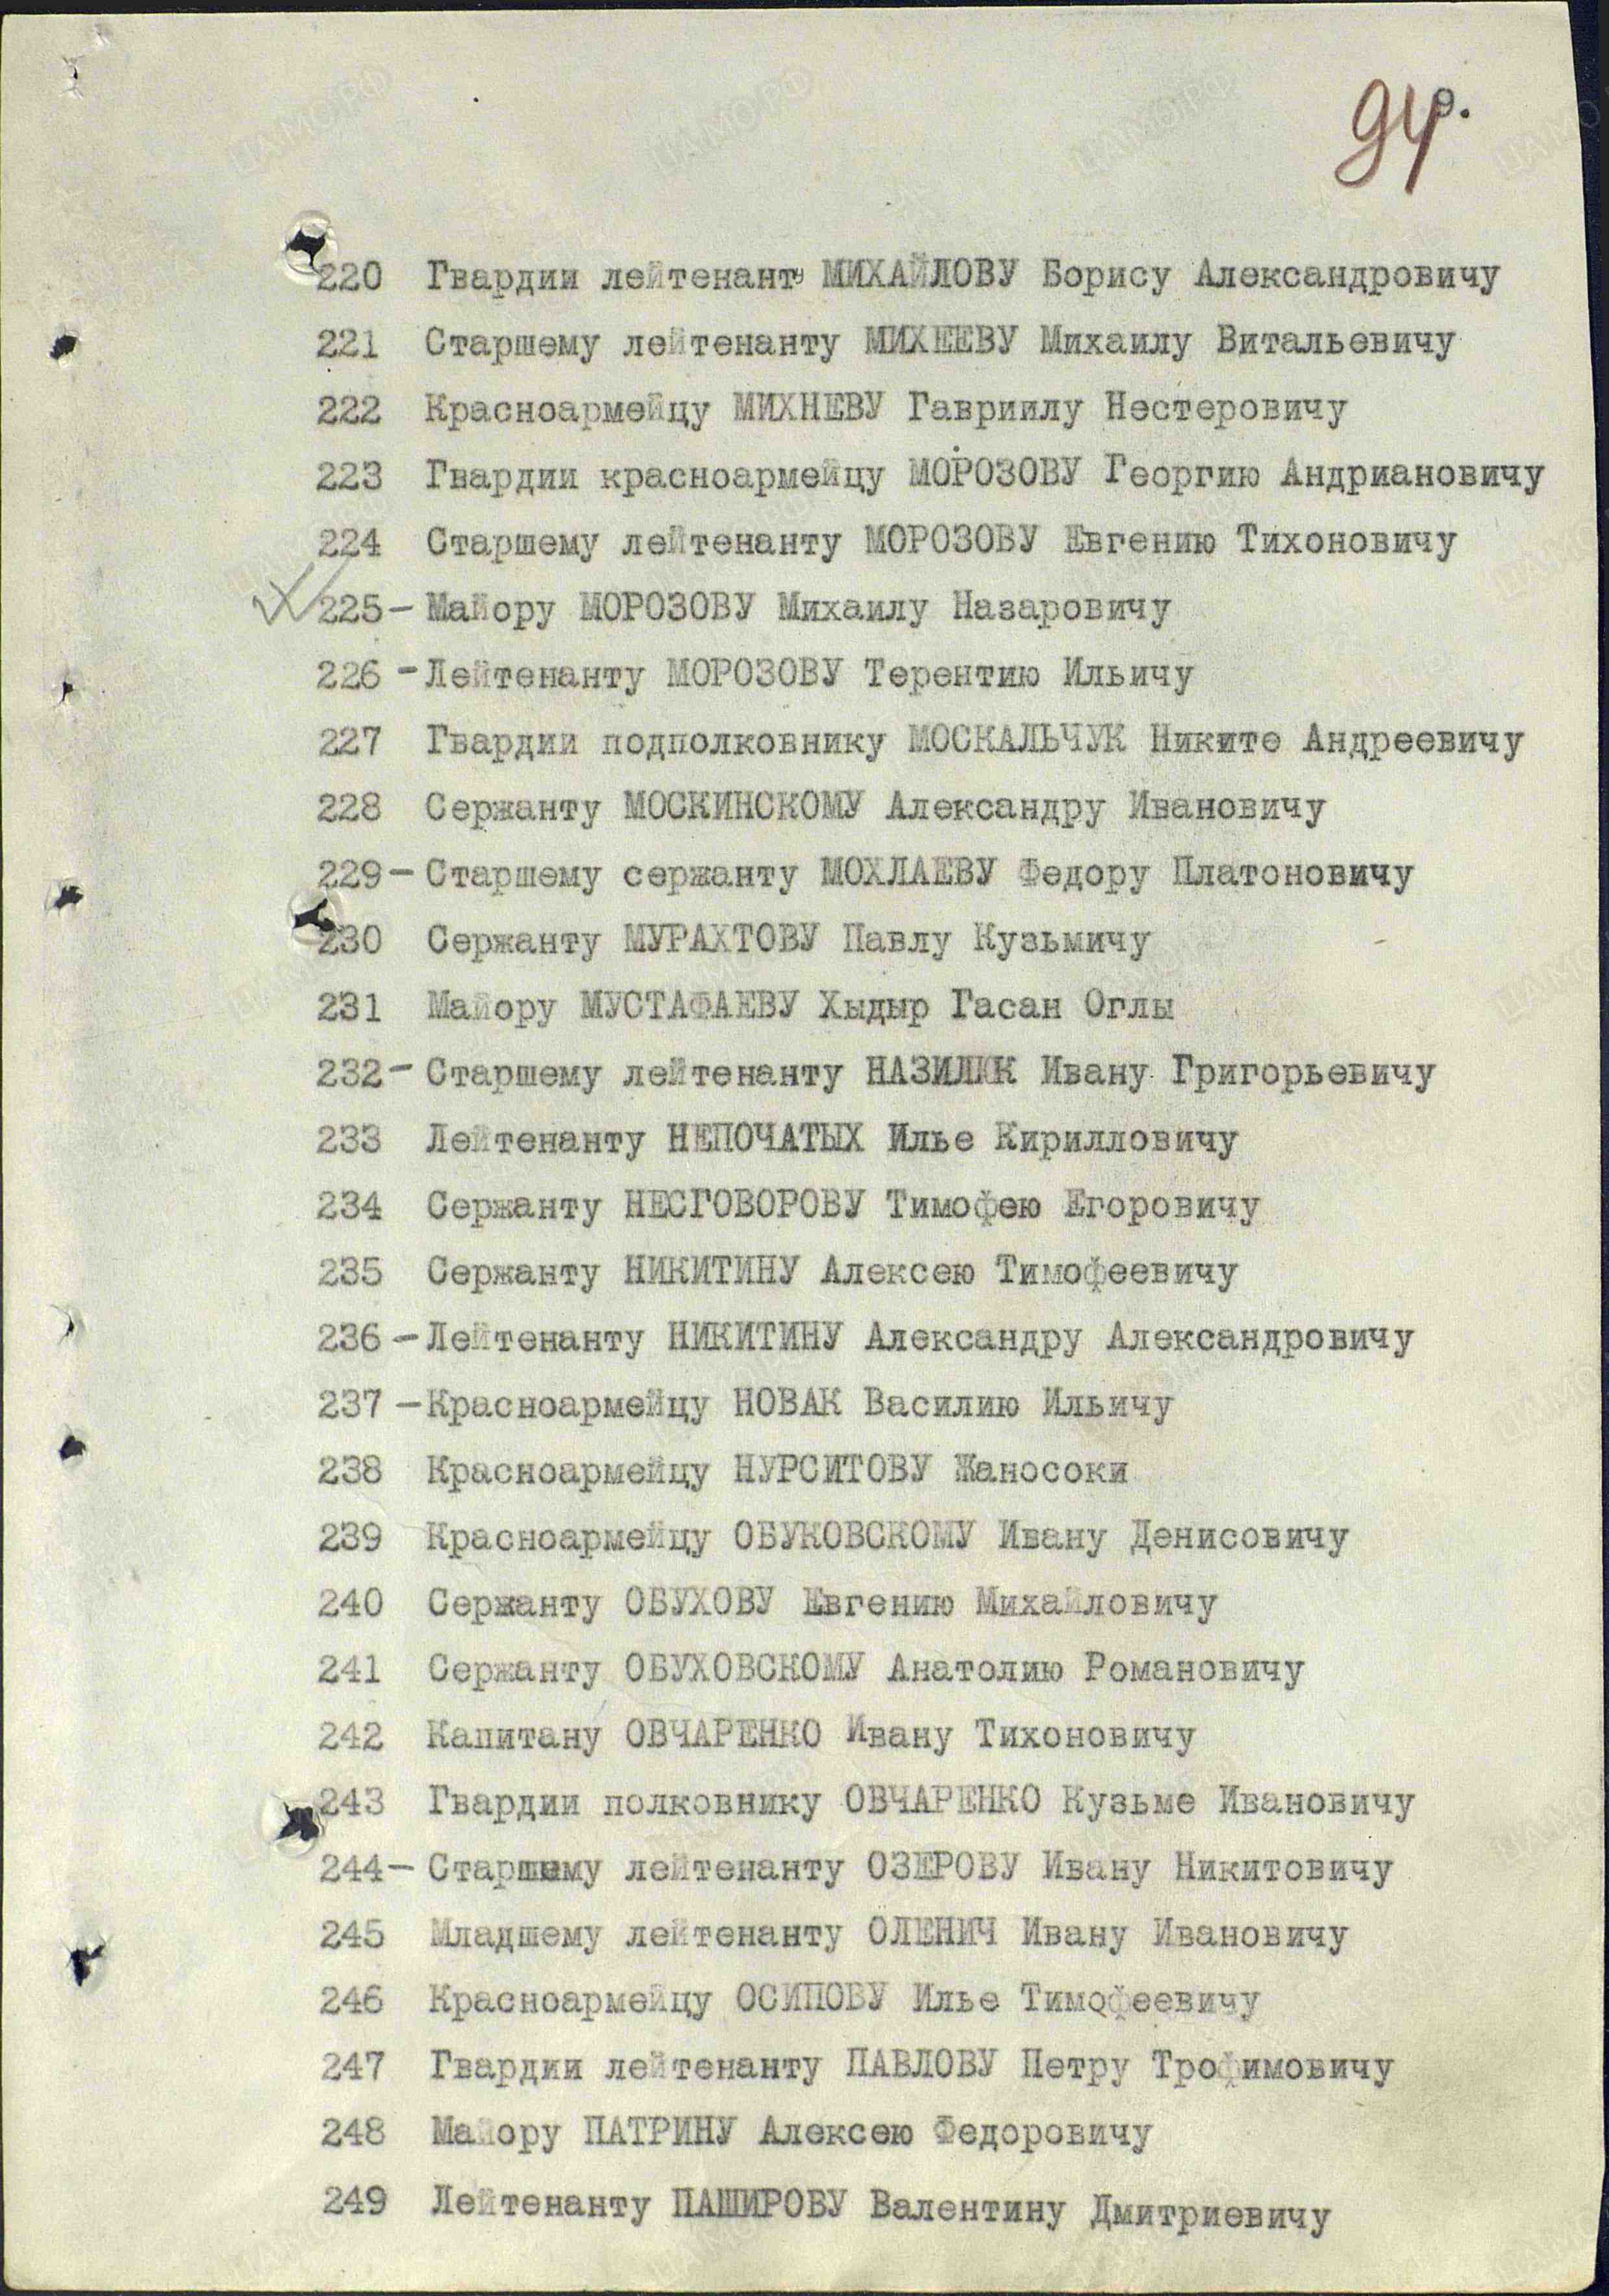 94
9.
220 Гвардии лейтенанту МИХАЙЛОВУ Борису Александровичу
221 Старшему лейтенанту МИХЕЕВУ Михаилу Витальевичу
222 Красноармейцу МИХНЕВУ Гавриилу Нестеровичу
223 Гвардии красноармейцу МОРОЗОВУ Георгию Андриановичу
224 Старшему лейтенанту МОРОЗОВУ Евгению Тихоновичу
225 - Майору МОРОЗОВУ Михаилу Назаровичу
226 - Лейтенанту МОРОЗОВУ Терентию Ильичу
227 Гвардии подполковнику МОСКАЛЬЧУК Никите Андреевичу
228 Сержанту МОСКИНСКОМУ Александру Ивановичу
229 - Старшему сержанту МОХЛАЕВУ Федору Платоновичу
230 Сержанту МУРАХТОВУ Павлу Кузьмичу
231 Майору МУСТАФАЕВУ Хыдыр Гасан Оглы
232 - Старшему лейтенанту НАЗИЛЮК Ивану Григорьевичу
233 Лейтенанту НЕПОЧАТЫХ Илье Кирилловичу
234 Сержанту НЕСГОВОРОВУ Тимофею Егоровичу
235 Сержанту НИКИТИНУ Алексею Тимофеевичу
236 - Лейтенанту НИКИТИНУ Александру Александровичу
237 - Красноармейцу НОВАК Василию Ильичу
238 Красноармейцу НУРСИТОВУ Жаносоки
239 Красноармейцу ОБУКОВСКОМУ Ивану Денисовичу
240 Сержанту ОБУХОВУ Евгению Михайловичу
241 Сержанту ОБУХОВСКОМУ Анатолию Романовичу
242 Капитану ОВЧАРЕНКО Ивану Тихоновичу
243 Гвардии полковнику ОВЧАРЕНКО Кузьме Ивановичу
244 - Старшему лейтенанту ОЗЕРОВУ Ивану Никитовичу
245 Младшему лейтенанту ОЛЕНИЧ Ивану Ивановичу
246 Красноармейцу ОСИПОВУ Илье Тимофеевичу
247 Гвардии лейтенанту ПАВЛОВУ Петру Трофимовичу
248 Майору ПАТРИНУ Алексею Федоровичу
249 Лейтенанту ПАШИРОВУ Валентину Дмитриевичу